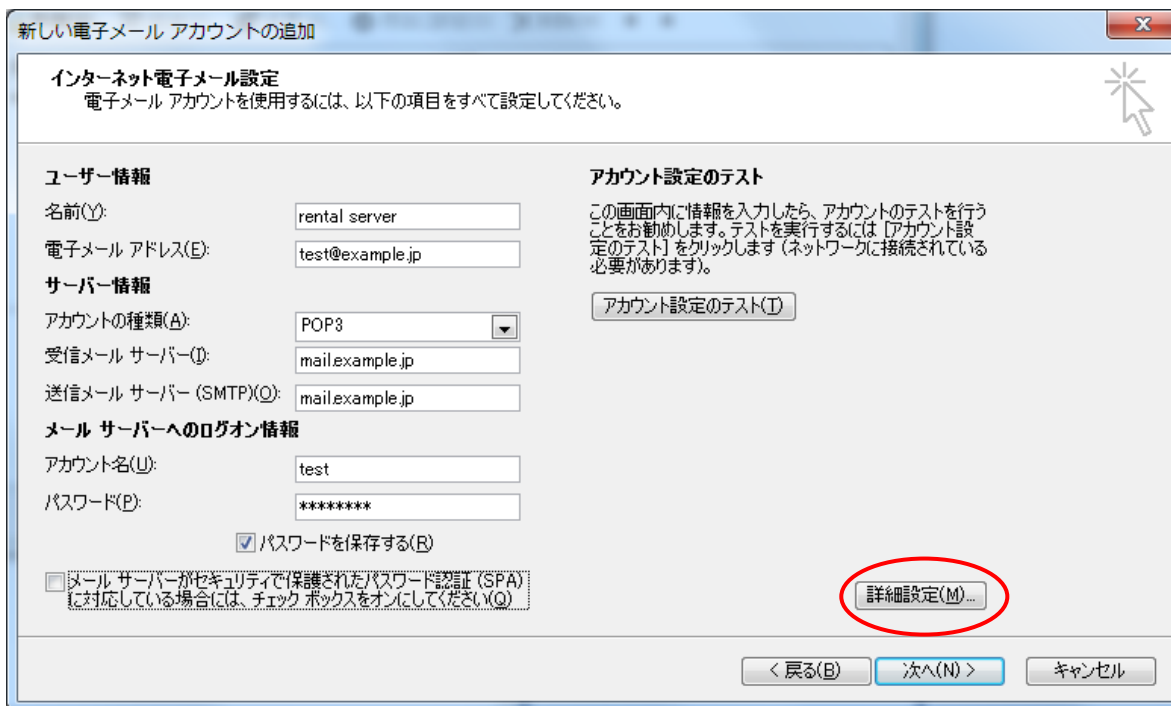 新しい電子メール アカウントの追加
インターネット電子メール設定
電子メール アカウントを使用するには、以下の項目をすべて設定してください。
ユーザー情報
名前(Y):
rental server
電子メール アドレス(E):
test@example.jp
サーバー情報
アカウントの種類(A):
POP3
受信メール サーバー(I):
mail.example.jp
送信メール サーバー (SMTP)(O):
mail.example.jp
メール サーバーへのログオン情報
アカウント名(U):
test
パスワード(P):
********
パスワードを保存する(R)
メール サーバーがセキュリティで保護されたパスワード認証 (SPA)
に対応している場合には、チェック ボックスをオンにしてください(Q)
アカウント設定のテスト
この画面内に情報を入力したら、アカウントのテストを行う
ことをお勧めします。テストを実行するには [アカウント設
定のテスト] をクリックします (ネットワークに接続されている
必要があります)。
アカウント設定のテスト(T)
詳細設定(M)...
< 戻る(B)
次へ(N) >
キャンセル